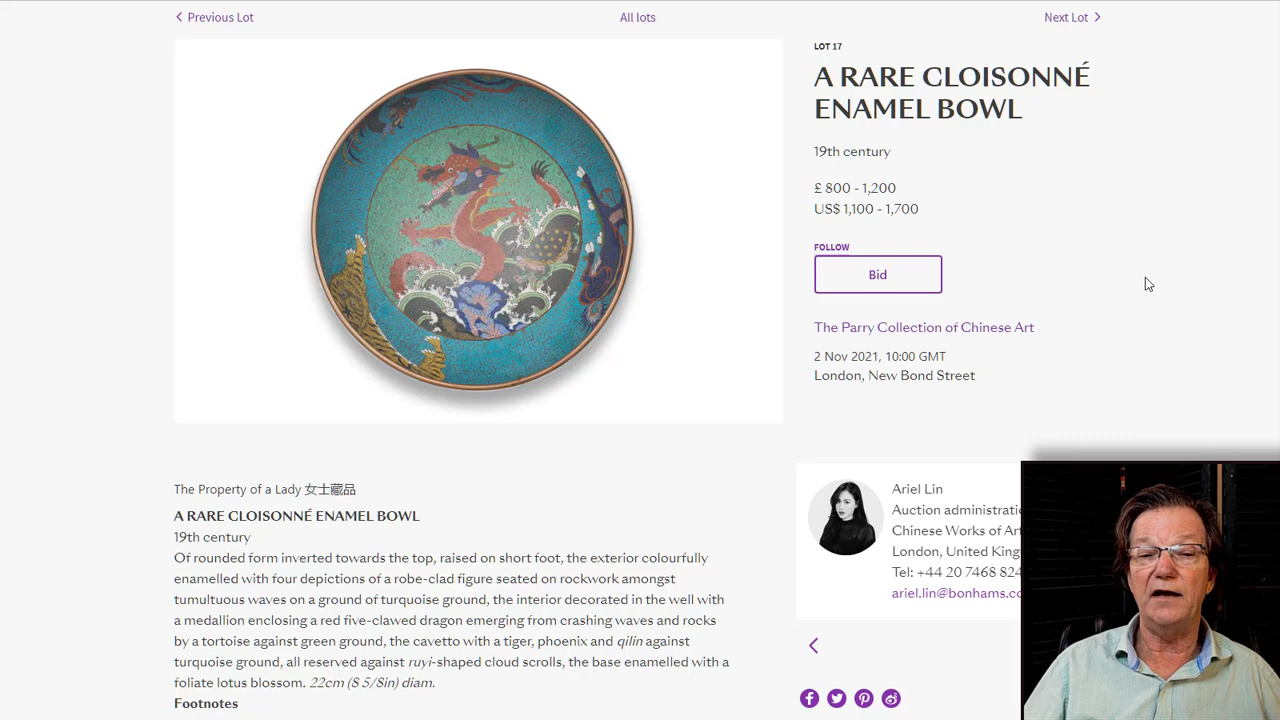 Previous Lot
All lots
Next Lot
LOT 17
A RARE CLOISONNÉ
ENAMEL BOWL
19th century
£ 800 - 1,200
US$ 1,100 - 1,700
FOLLOW
Bid
The Parry Collection of Chinese Art
2 Nov 2021, 10:00 GMT
London, New Bond Street
The Property of a Lady 女士藏品
A RARE CLOISONNÉ ENAMEL BOWL
19th century
Of rounded form inverted towards the top, raised on short foot, the exterior colourfully
enamelled with four depictions of a robe-clad figure seated on rockwork amongst
tumultuous waves on a ground of turquoise ground, the interior decorated in the well with
a medallion enclosing a red five-clawed dragon emerging from crashing waves and rocks
by a tortoise against green ground, the cavetto with a tiger, phoenix and qilin against
turquoise ground, all reserved against ruyi-shaped cloud scrolls, the base enamelled with a
foliate lotus blossom. 22cm (8 5/8in) diam.
Footnotes
Ariel Lin
Auction administratio
Chinese Works of Art
London, United King
Tel: +44 20 7468 824
ariel.lin@bonhams.co